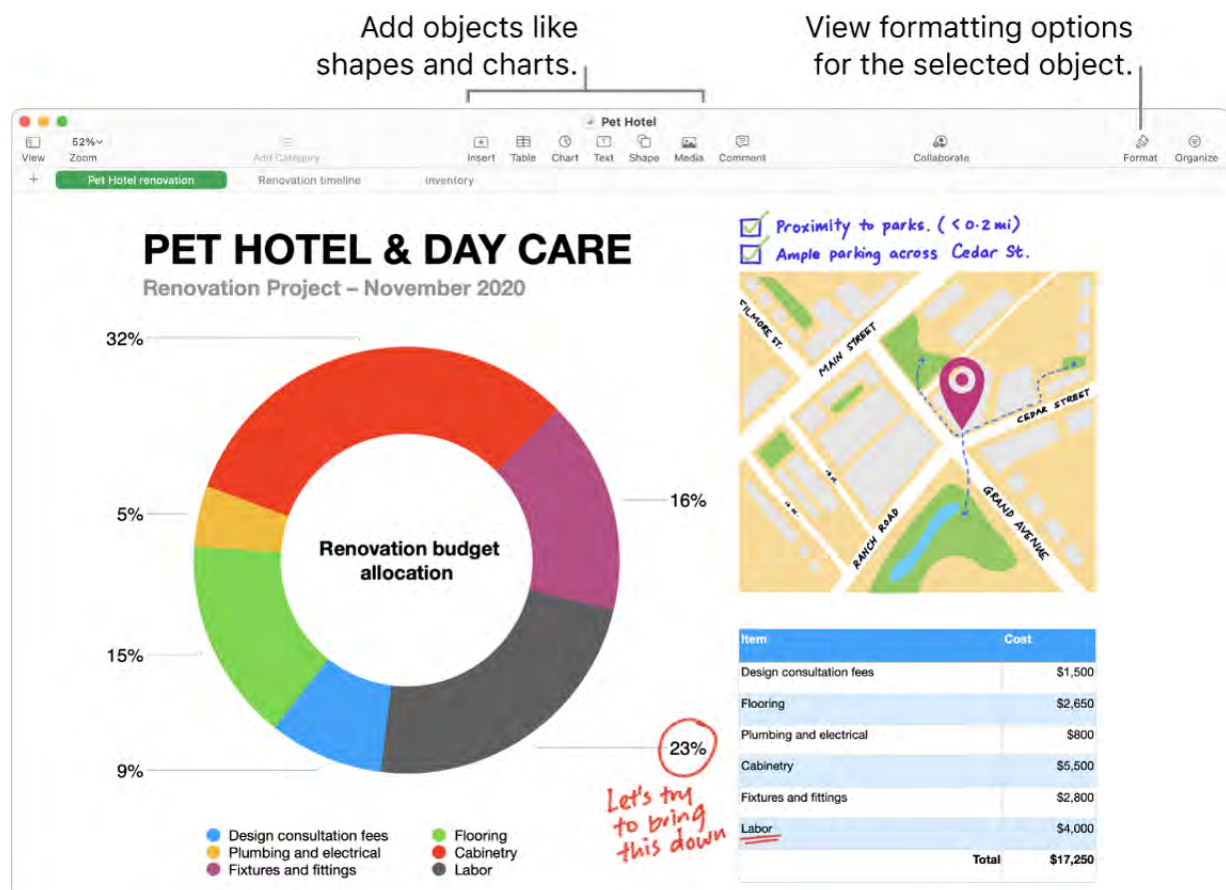 Add objects like
shapes and charts.
View formatting options
for the selected object.
Pet Hotel
View
52%
Zoom
Add Category
Insert
Table
Chart
Text
Shape
Media
Comment
Collaborate
Format
Organize
+
Pet Hotel renovation
Renovation timeline
Inventory
PET HOTEL & DAY CARE
Renovation Project – November 2020
32%
5%
15%
9%
16%
23%
Renovation budget
allocation
Let's try
to bring
this down
Design consultation fees
Plumbing and electrical
Fixtures and fittings
Flooring
Cabinetry
Labor
Proximity to parks. (< 0.2 mi)
Ample parking across Cedar St.
FILMORE ST.
MAIN STREET
CEDAR STREET
RANCH ROAD
GRAND AVENUE
Item Cost
Design consultation fees $1,500
Flooring $2,650
Plumbing and electrical $800
Cabinetry $5,500
Fixtures and fittings $2,800
Labor $4,000
Total $17,250